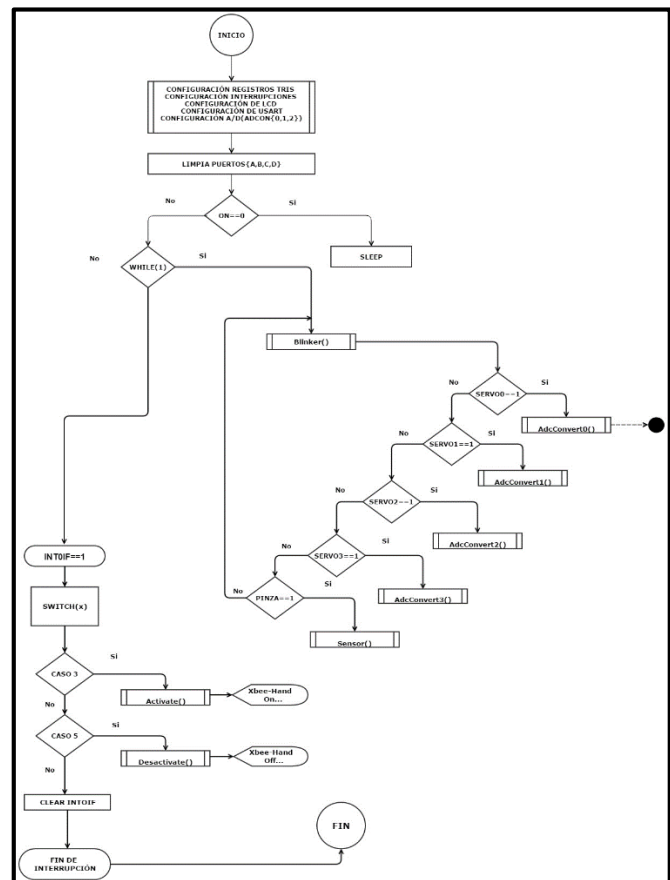 INICIO
CONFIGURACIÓN REGISTROS TRIS
CONFIGURACIÓN INTERRUPCIONES
CONFIGURACIÓN DE LCD
CONFIGURACIÓN DE USART
CONFIGURACIÓN A/D(ADCON{0,1,2})
LIMPIA PUERTOS{A,B,C,D}
No
Si
ON==0
SLEEP
No
Si
WHILE(1)
Blinker()
No
Si
SERVO0==1
AdcConvert0()
No
Si
SERVO1==1
AdcConvert1()
No
Si
SERVO2==1
AdcConvert2()
No
Si
SERVO3==1
AdcConvert3()
No
Si
PINZA==1
Sensor()
INT0IF==1
SWITCH(x)
Si
CASO 3
No
Activate()
Xbee-Hand
On...
Si
CASO 5
No
Desactivate()
Xbee-Hand
Off...
CLEAR INTOIF
FIN DE
INTERRUPCIÓN
FIN